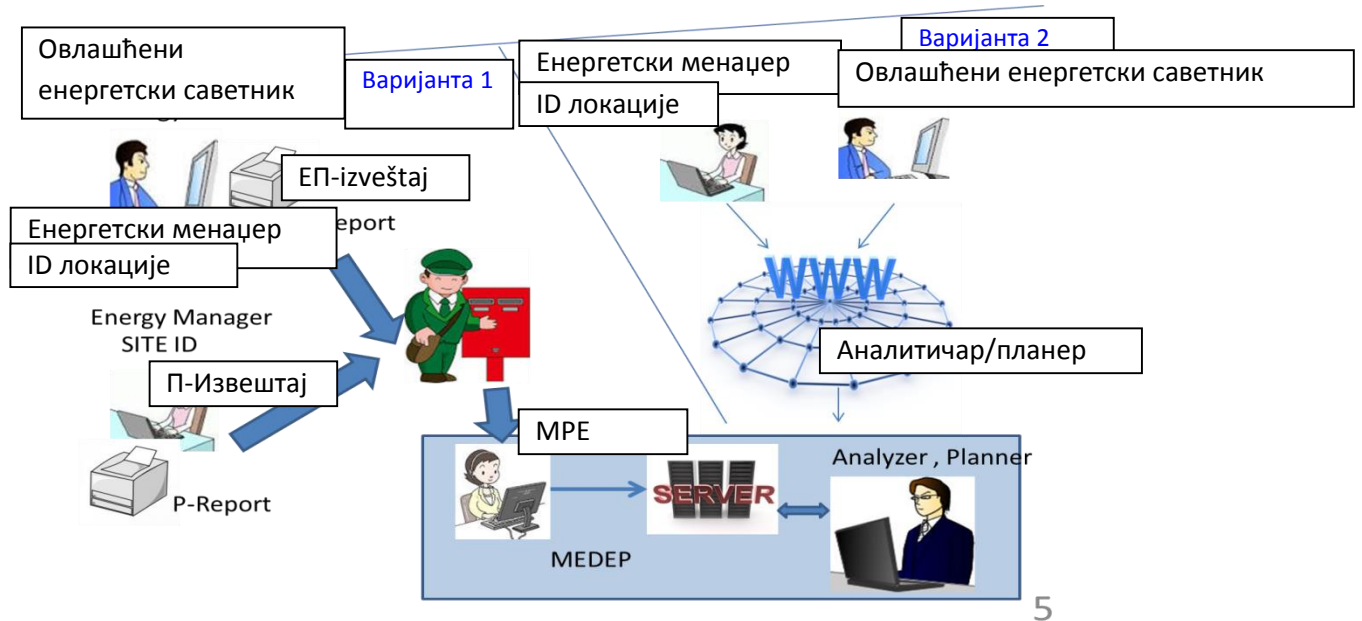 Овлашћени
енергетски саветник
Варијанта 1
ЕП-izveštaj
eport
Енергетски менаџер
ID локације
Energy Manager
SITE ID
П-Извештај
P-Report
Варијанта 2
Енергетски менаџер
ID локације
Овлашћени енергетски саветник
WWW
Аналитичар/планер
МРЕ
SERVER
Analyzer , Planner
MEDEP
5